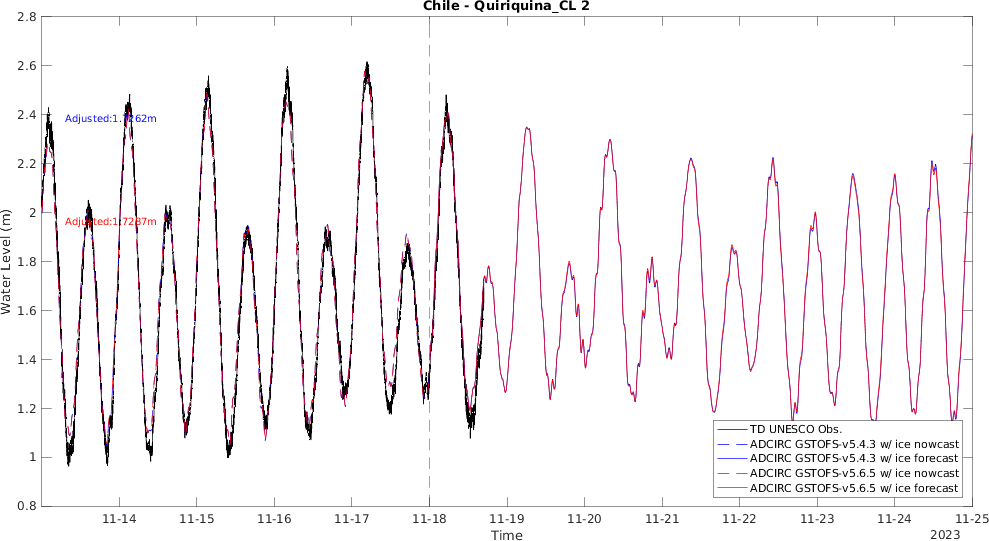 Chile - Quiriquina_CL 2
Water Level (m)
2.8
2.6
2.4
2.2
2
1.8
1.6
1.4
1.2
1
0.8
Adjusted:1.7262m
Adjusted:1.7287m
TD UNESCO Obs.
ADCIRC GSTOFS-v5.4.3 w/ ice nowcast
ADCIRC GSTOFS-v5.4.3 w/ ice forecast
ADCIRC GSTOFS-v5.6.5 w/ ice nowcast
ADCIRC GSTOFS-v5.6.5 w/ ice forecast
11-14 11-15 11-16 11-17 11-18 11-19 11-20 11-21 11-22 11-23 11-24 11-25
Time
2023